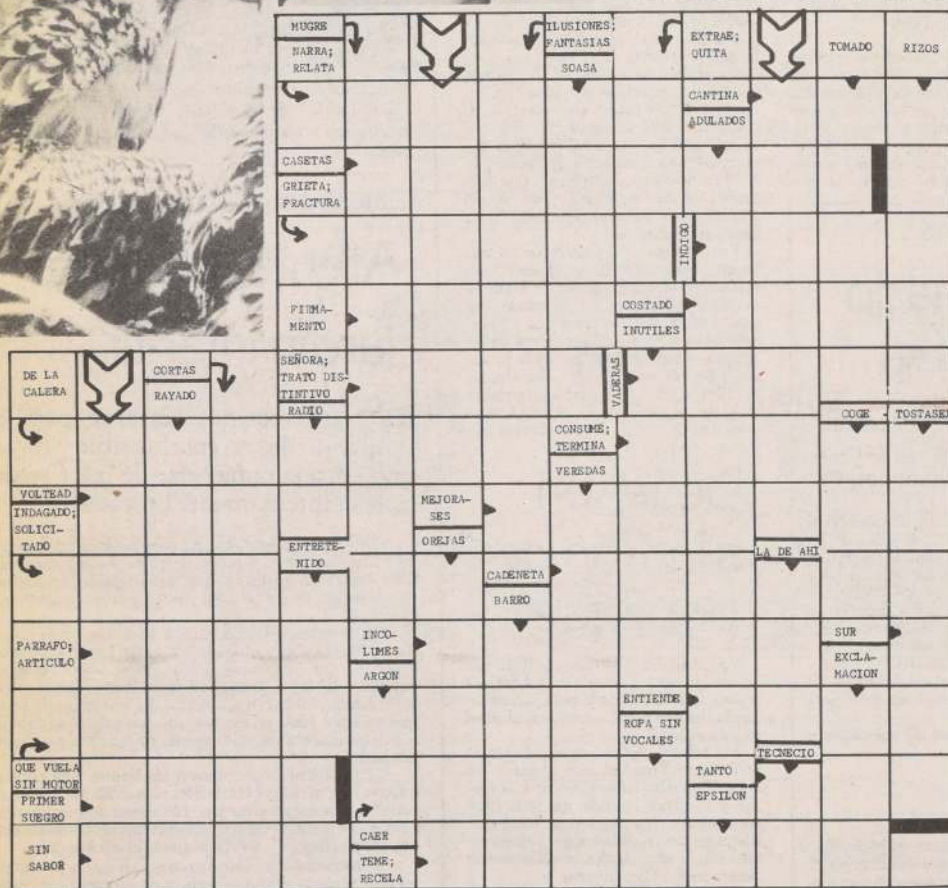 MUGRE
NARRA;
RELATA
ILUSIONES;
FANTASIAS
SOASA
EXTRAE;
QUITA
TOMADO
RIZOS
CANTINA
ADULADOS
CASETAS
GRIETA;
FRACTURA
INDIGO
FIRMA-
MENTO
COSTADO
INUTILES
DE LA
CALERA
CORTAS
RAYADO
SEÑORA;
TRATO DIS-
TINTIVO
RADIO
VADERAS
COGE
TOSTASEN
CONSUME;
TERMINA
VEREDAS
VOLTEAD
INDAGADO;
SOLICI-
TADO
MEJORA-
SES
OREJAS
ENTRETE-
NIDO
LA DE AHI
CADENETA
BARRO
PARRAFO;
ARTICULO
INCO-
LUMES
ARGON
SUR
EXCLA-
MACION
ENTIENDE
ROPA SIN
VOCALES
QUE VUELA
SIN MOTOR
PRIMER
SUEGRO
TANTO
EPSILON
TECNECIO
SIN
SABOR
CAER
TEME;
RECELA